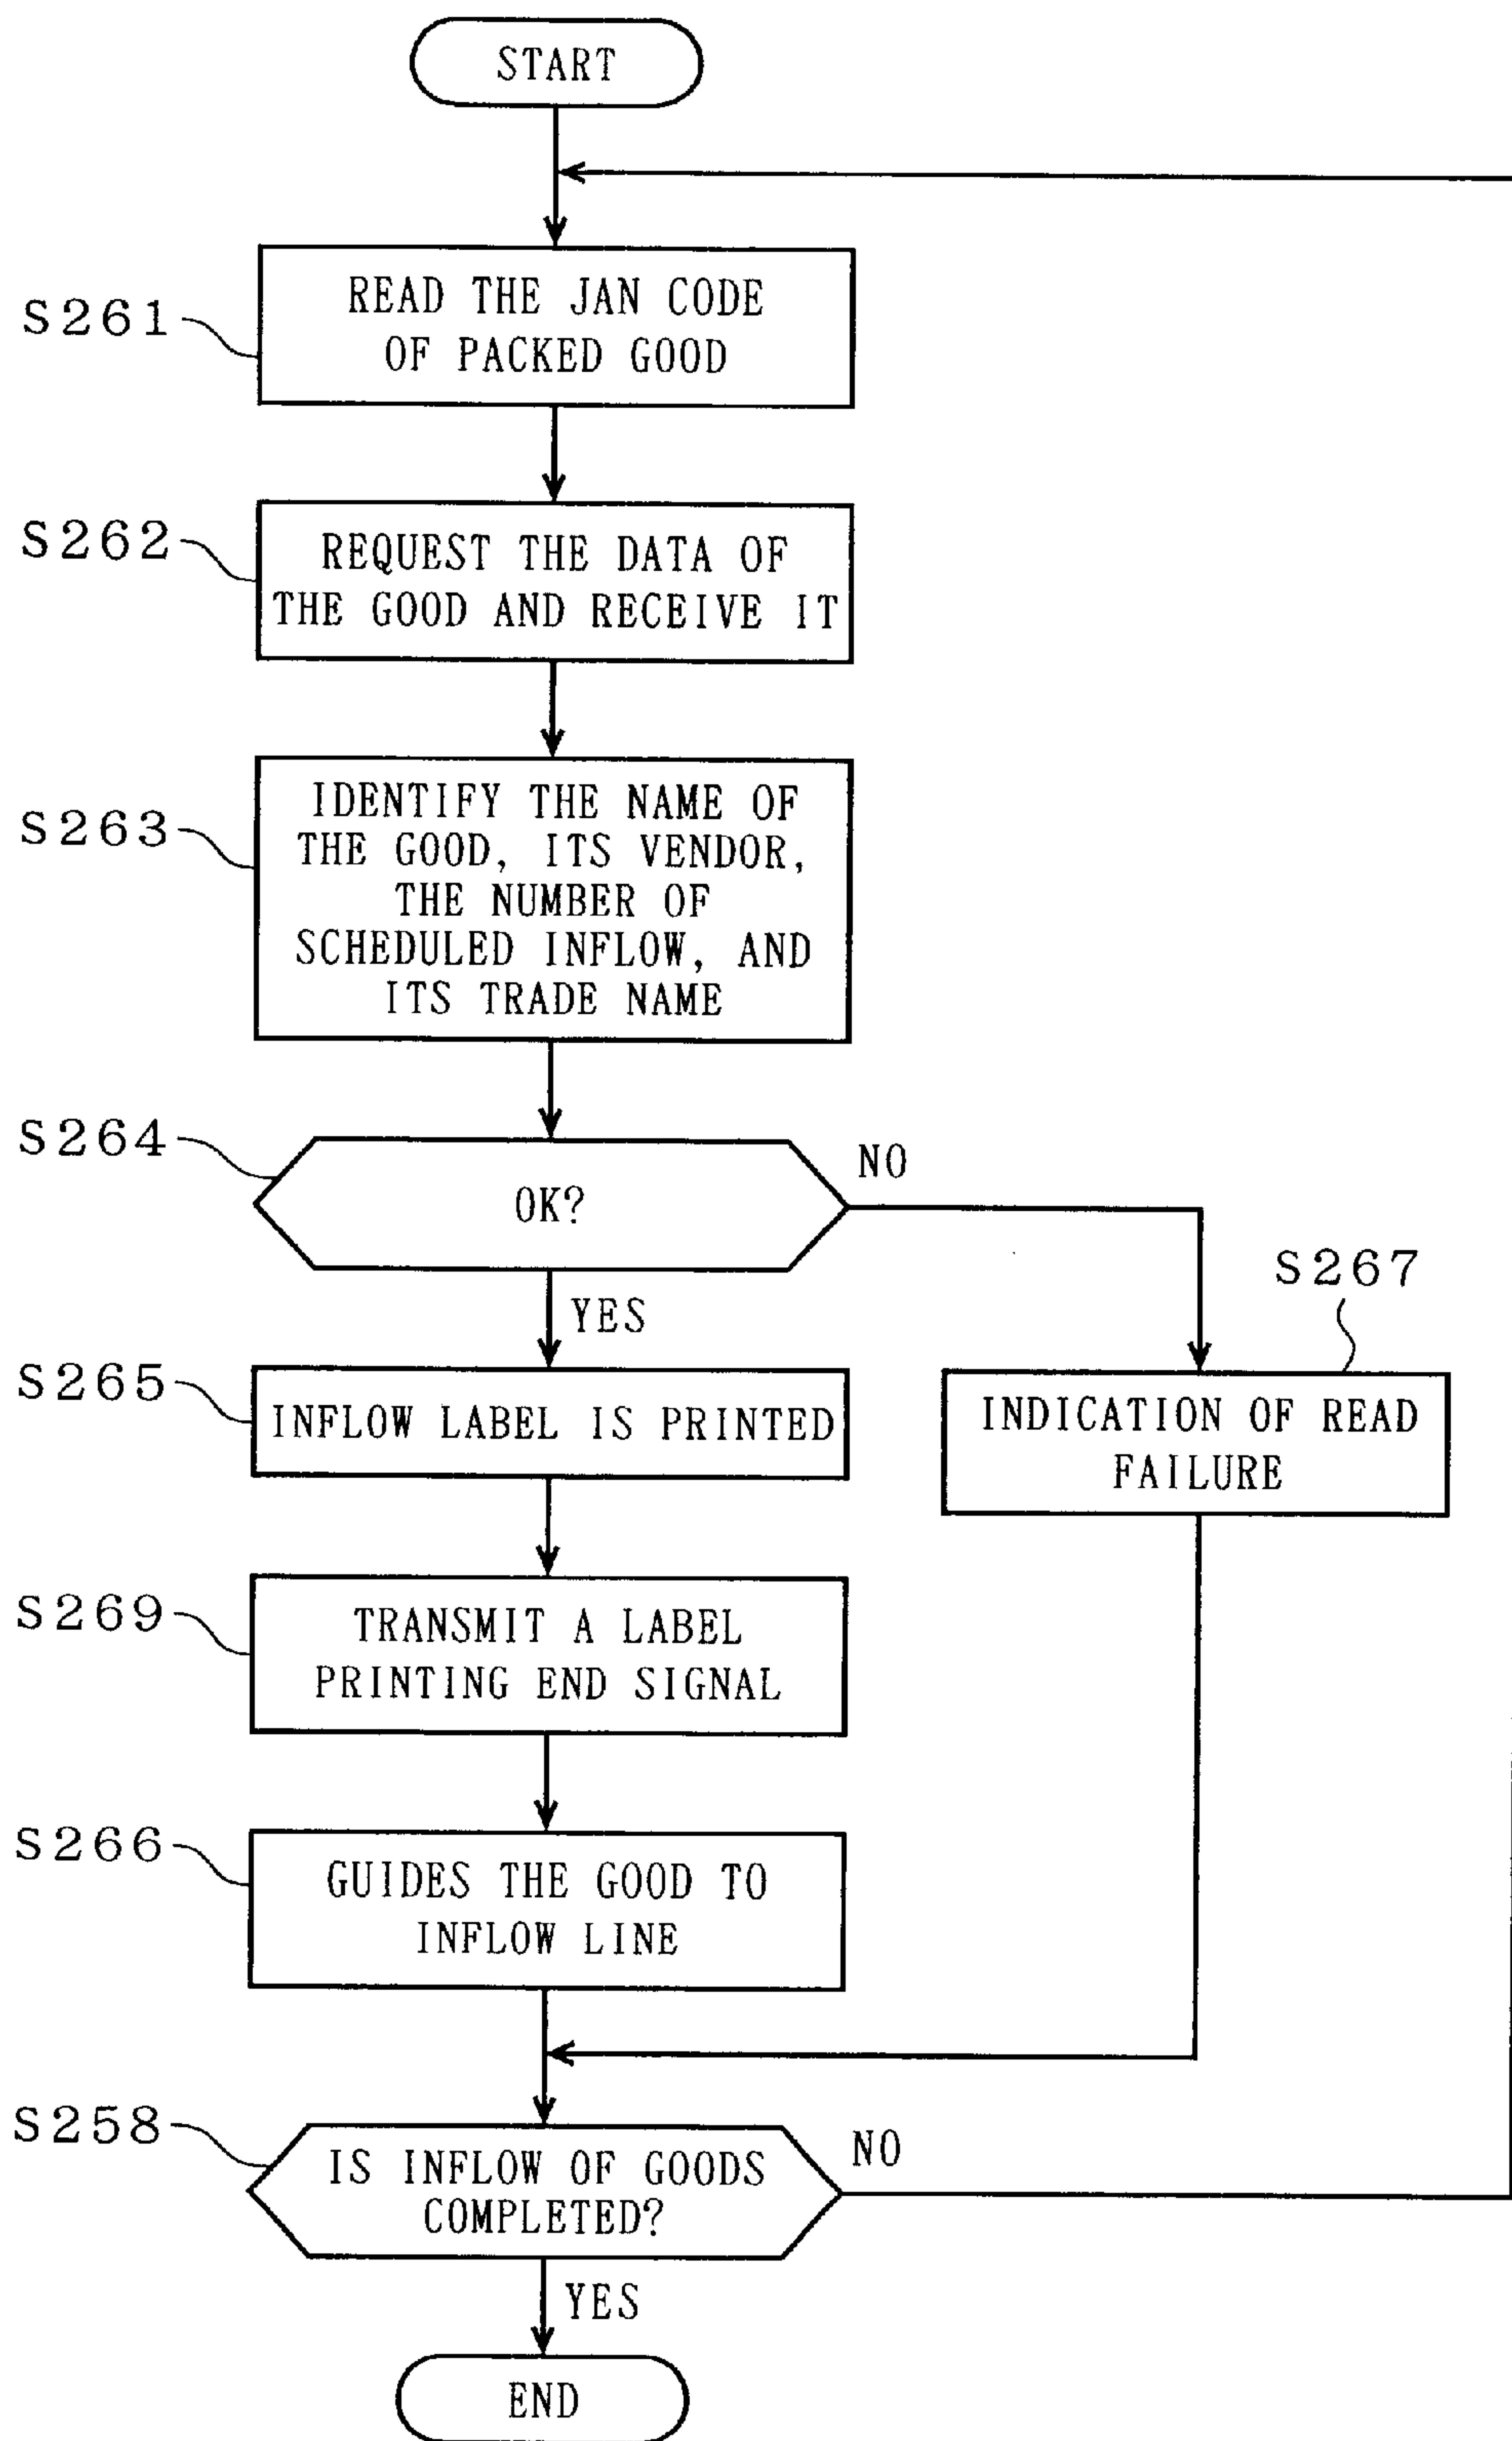 START
S261
READ THE JAN CODE
OF PACKED GOOD
S262
REQUEST THE DATA OF
THE GOOD AND RECEIVE IT
S263
IDENTIFY THE NAME OF
THE GOOD, ITS VENDOR,
THE NUMBER OF
SCHEDULED INFLOW, AND
ITS TRADE NAME
S264
OK?
NO
YES
S267
INDICATION OF READ
FAILURE
S265
INFLOW LABEL IS PRINTED
S269
TRANSMIT A LABEL
PRINTING END SIGNAL
S266
GUIDES THE GOOD TO
INFLOW LINE
S258
IS INFLOW OF GOODS
COMPLETED?
NO
YES
END